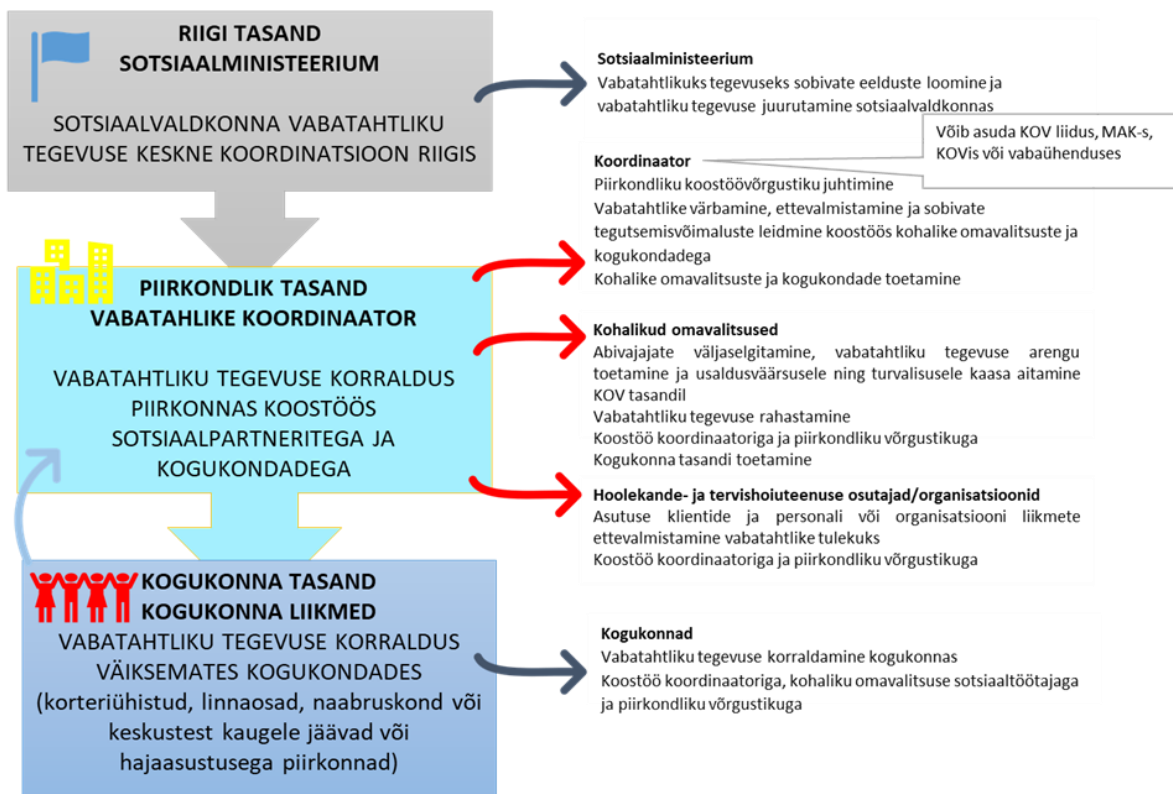 RIIGI TASAND
SOTSIAALMINISTEERIUM
SOTSIAALVALDKONNA VABATAHTLIKU
TEGEVUSE KESKNE KOORDINATSIOON RIIGIS
Sotsiaalministeerium
Vabatahtlikuks tegevuseks sobivate eelduste loomine ja
vabatahtliku tegevuse juurutamine sotsiaalvaldkonnas
Võib asuda KOV liidus, MAK-s,
KOVis või vabaühenduses
Koordinaator
Piirkondliku koostöövõrgustiku juhtimine
Vabatahtlike värbamine, ettevalmistamine ja sobivate
tegutsemisvõimaluste leidmine koostöös kohalike omavalitsuste ja
kogukondadega
Kohalike omavalitsuste ja kogukondade toetamine
PIIRKONDLIK TASAND
VABATAHLIKE KOORDINAATOR
VABATAHTLIKU TEGEVUSE KORRALDUS
PIIRKONNAS KOOSTÖÖS
SOTSIAALPARTNERITEGA JA
KOGUKONDADEGA
Kohalikud omavalitsused
Abivajajate väljaselgitamine, vabatahtliku tegevuse arengu
toetamine ja usaldusväärsusele ning turvalisusele kaasa aitamine
KOV tasandil
Vabatahtliku tegevuse rahastamine
Koostöö koordinaatoriga ja piirkondliku võrgustikuga
Kogukonna tasandi toetamine
Hoolekande- ja tervishoiuteenuse osutajad/organisatsioonid
Asutuse klientide ja personali või organisatsiooni liikmete
ettevalmistamine vabatahtlike tulekuks
Koostöö koordinaatoriga ja piirkondliku võrgustikuga
KOGUKONNA TASAND
KOGUKONNA LIIKMED
VABATAHTLIKU TEGEVUSE KORRALDUS
VÄIKSEMATES KOGUKONDADES
(korteriühistud, linnaosad, naabruskond või
keskustest kaugele jäävad või
hajaasustusega piirkonnad)
Kogukonnad
Vabatahtliku tegevuse korraldamine kogukonnas
Koostöö koordinaatoriga, kohaliku omavalitsuse sotsiaaltöötajaga
ja piirkondliku võrgustikuga